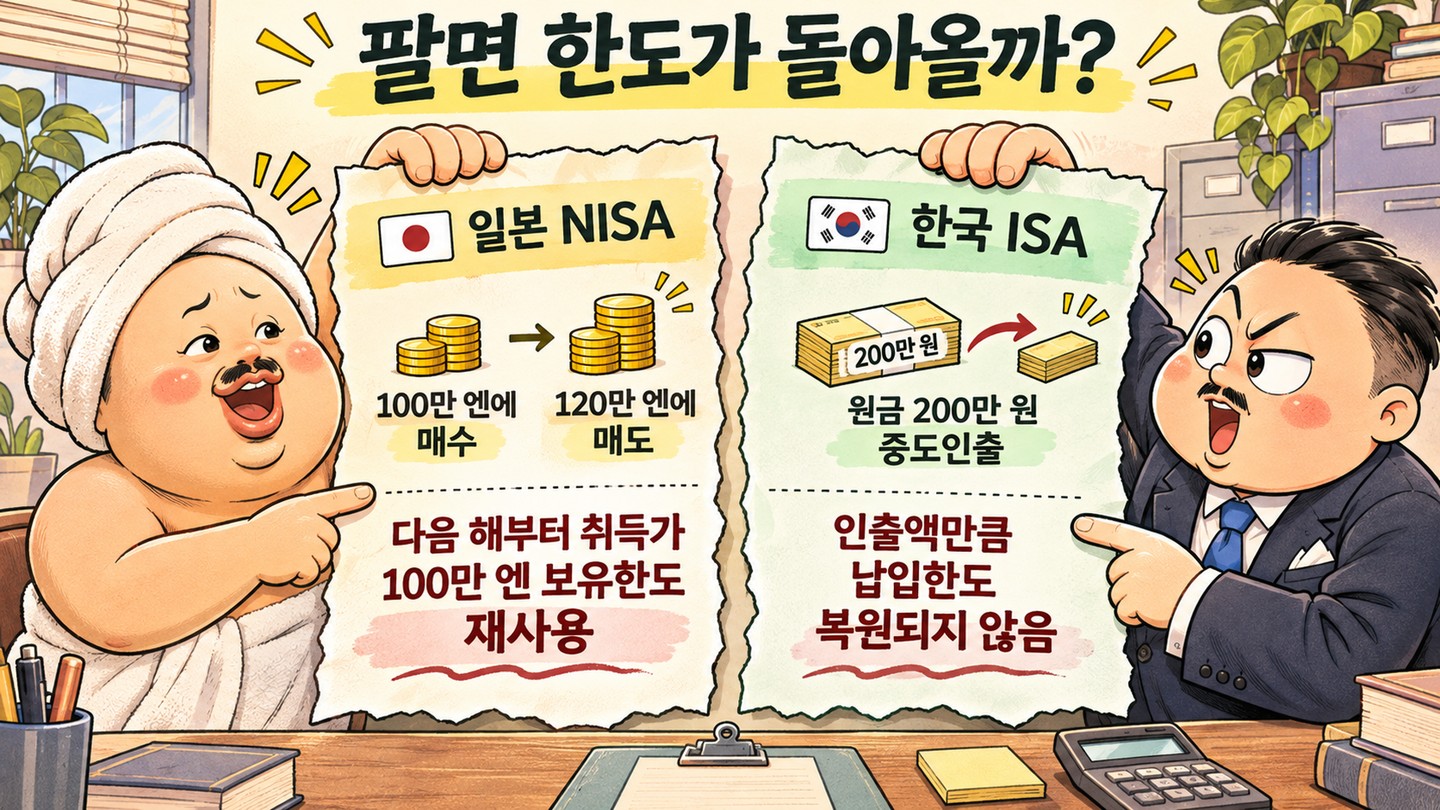 팔면 한도가 돌아올까?
일본 NISA
100만 엔에
매수
120만 엔에
매도
다음 해부터 취득가
100만 엔 보유한도
재사용
한국 ISA
200만 원
원금 200만 원
중도인출
인출액만큼
납입한도
복원되지 않음